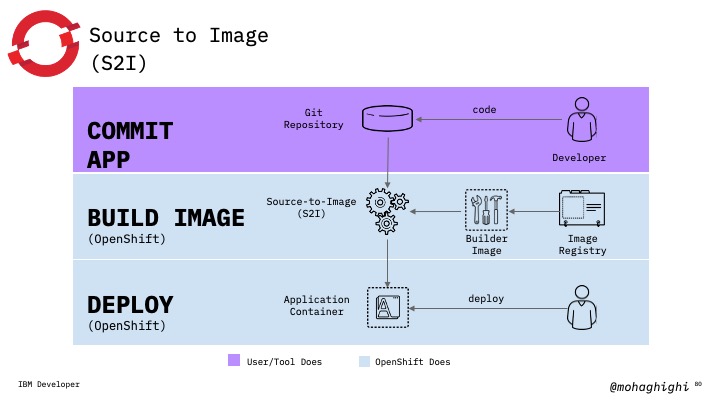 Source to Image
(S2I)
COMMIT
APP
Git
Repository
code
Developer
BUILD IMAGE
(OpenShift)
Source-to-Image
(S2I)
Builder
Image
Image
Registry
DEPLOY
(OpenShift)
Application
Container
A
deploy
User/Tool Does
OpenShift Does
IBM Developer
@mohaghighi
80